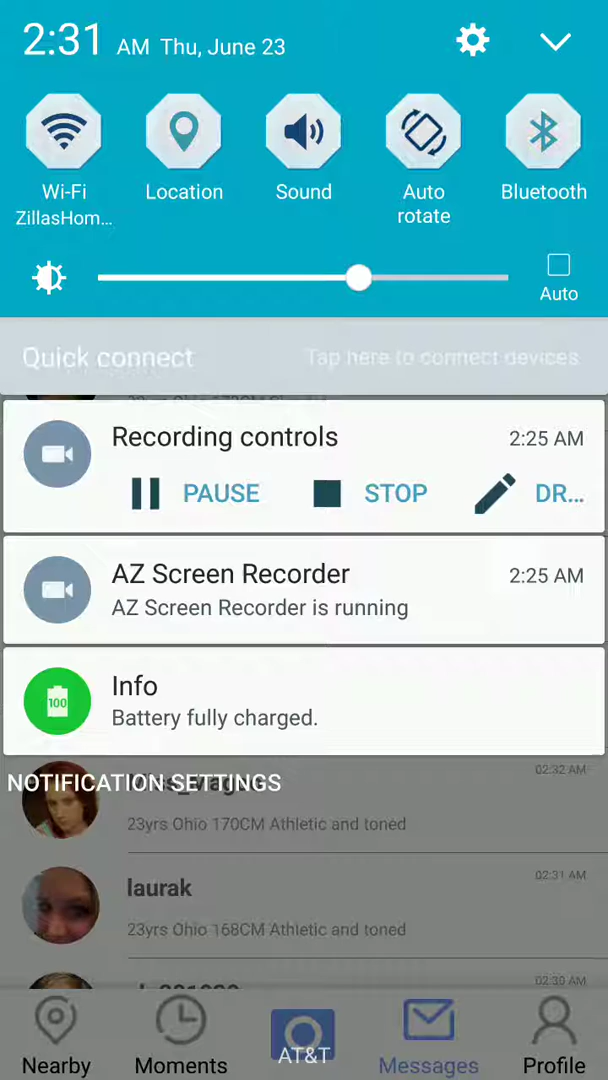 2:31 AM Thu, June 23
Wi-Fi
ZillasHom...
Location
Sound
Auto
rotate
Bluetooth
Auto
Quick connect
Tap here to connect devices
Recording controls
2:25 AM
PAUSE
STOP
DR...
AZ Screen Recorder
2:25 AM
AZ Screen Recorder is running
100
Info
Battery fully charged.
02:32 AM
NOTIFICATION SETTINGS
23yrs Ohio 170CM Athletic and toned
laurak
02:31 AM
23yrs Ohio 168CM Athletic and toned
02:30 AM
Nearby
Moments
AT&T
Messages
Profile